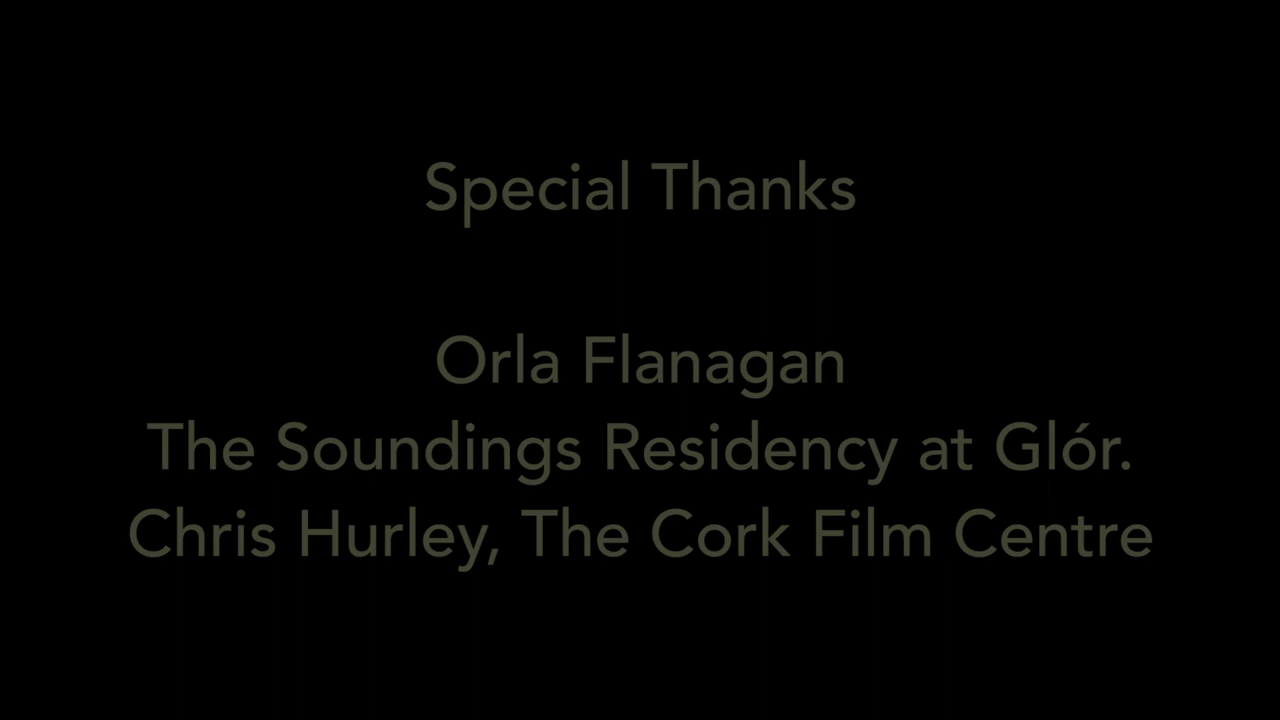 Special Thanks
Orla Flanagan
The Soundings Residency at Glór.
Chris Hurley, The Cork Film Centre